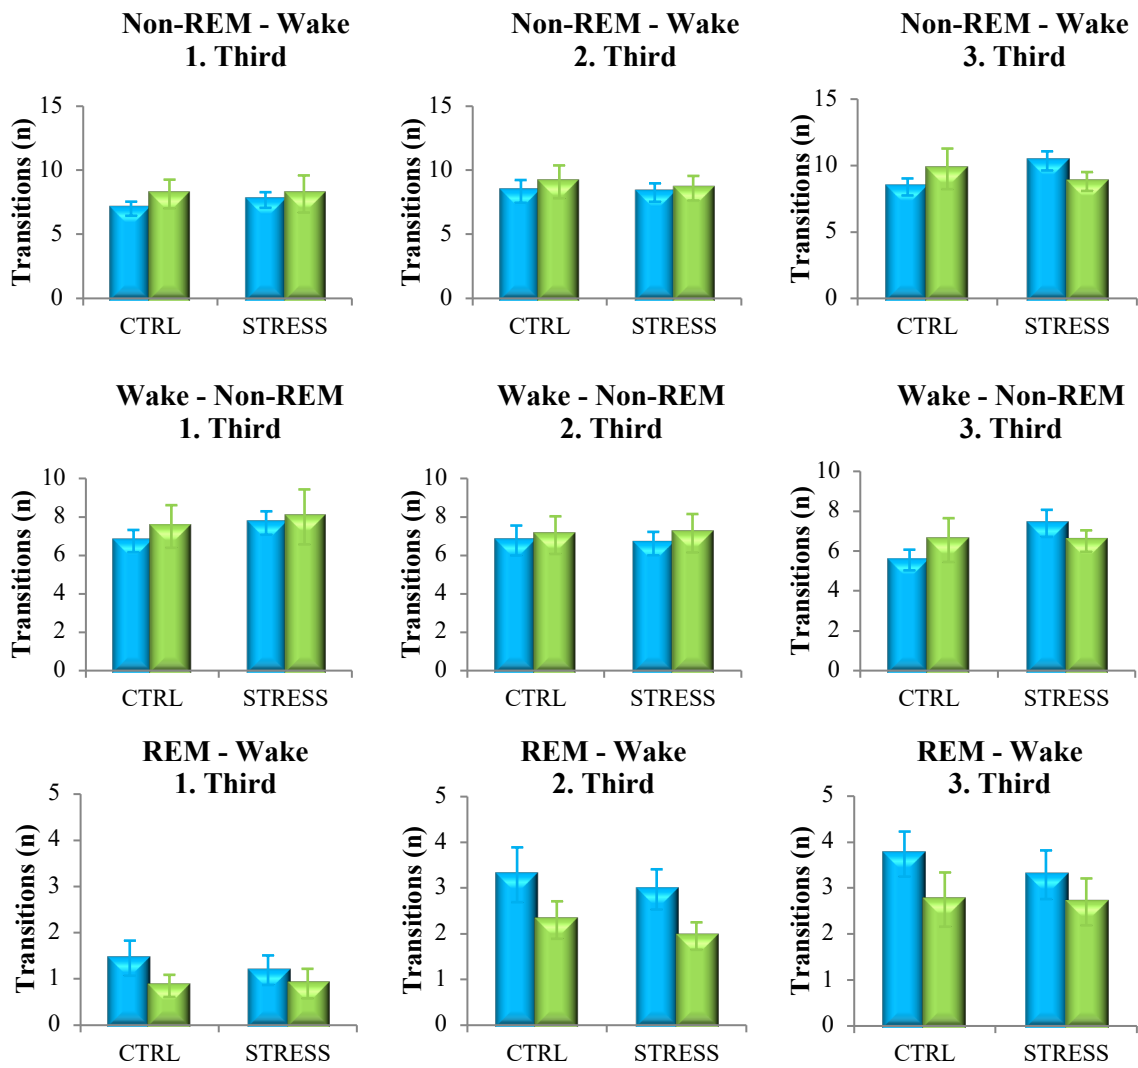 Non-REM - Wake
1. Third
Transitions (n)
15
10
5
0
CTRL
STRESS
Non-REM - Wake
2. Third
Transitions (n)
15
10
5
0
CTRL
STRESS
Non-REM - Wake
3. Third
Transitions (n)
15
10
5
0
CTRL
STRESS
Wake - Non-REM
1. Third
Transitions (n)
10
8
6
4
2
0
CTRL
STRESS
Wake - Non-REM
2. Third
Transitions (n)
10
8
6
4
2
0
CTRL
STRESS
Wake - Non-REM
3. Third
Transitions (n)
10
8
6
4
2
0
CTRL
STRESS
REM - Wake
1. Third
Transitions (n)
5
4
3
2
1
0
CTRL
STRESS
REM - Wake
2. Third
Transitions (n)
5
4
3
2
1
0
CTRL
STRESS
REM - Wake
3. Third
Transitions (n)
5
4
3
2
1
0
CTRL
STRESS